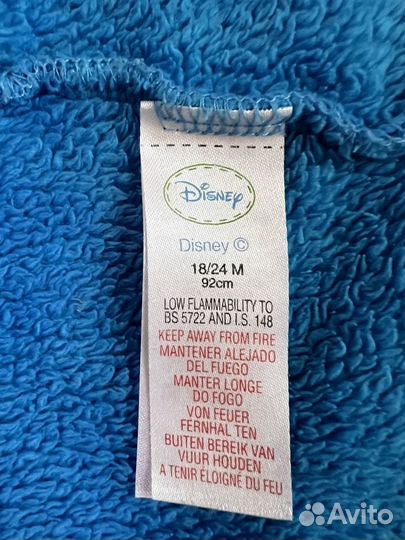 Disney
Disney ©
18/24 M
92cm
LOW FLAMMABILITY TO
BS 5722 AND I.S. 148
KEEP AWAY FROM FIRE
MANTENER ALEJADO
DEL FUEGO
MANTER LONGE
DO FOGO
VON FEUER
FERNHAL TEN
BUITEN BEREIK VAN
VUUR HOUDEN
A TENIR ÉLOIGNÉ DU FEU
Avito